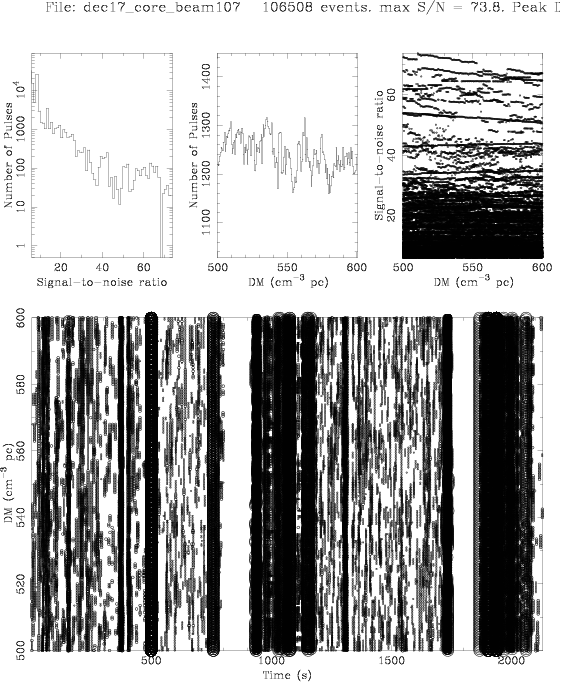 File: dec17_core_beam107 106508 events. max S/N = 73.8. Peak D
Number of Pulses
1 10 100 1000 10⁴
20 40 60
Signal-to-noise ratio
Number of Pulses
1100 1200 1300 1400
500 550 600
DM (cm⁻³ pc)
Signal-to-noise ratio
20 40 60
500 550 600
DM (cm⁻³ pc)
DM (cm⁻³ pc)
500 520 540 560 580 600
500 1000 1500 2000
Time (s)